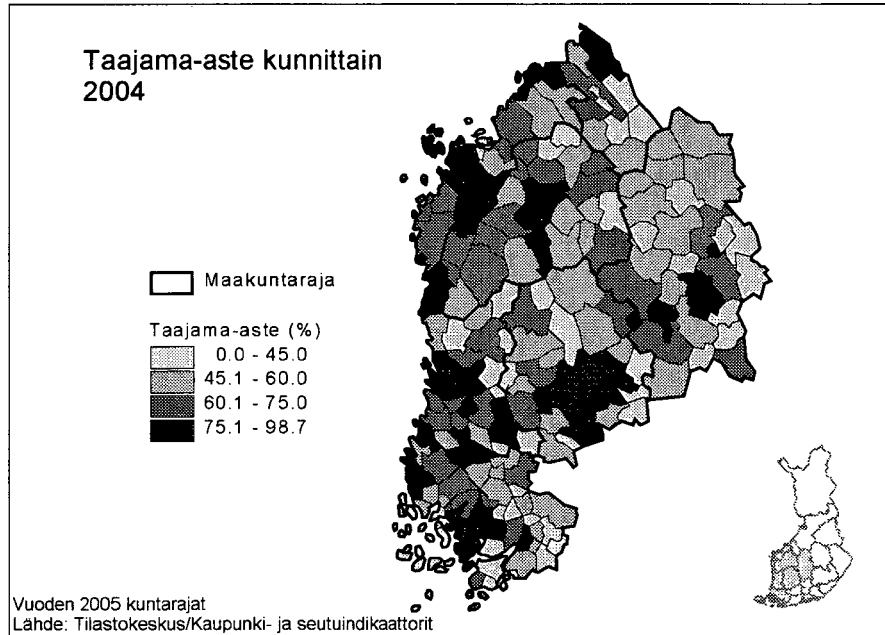 Taajama-aste kunnittain
2004
Maakuntaraja
Taajama-aste (%)
0.0 - 45.0
45.1 - 60.0
60.1 - 75.0
75.1 - 98.7
Vuoden 2005 kuntarajat
Lähde: Tilastokeskus/Kaupunki- ja seutuindikaattorit